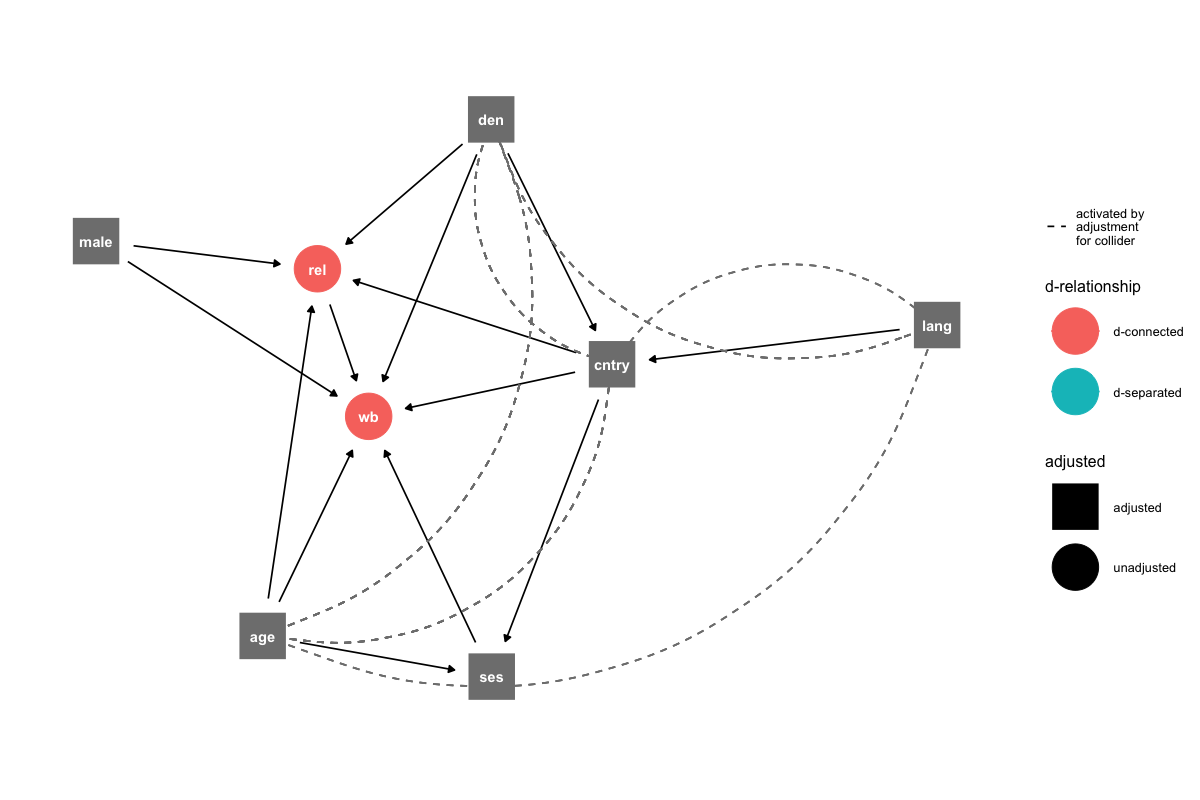 den
male
rel
lang
cntry
wb
age
ses
activated by
adjustment
for collider
d-relationship
d-connected
d-separated
adjusted
adjusted
unadjusted